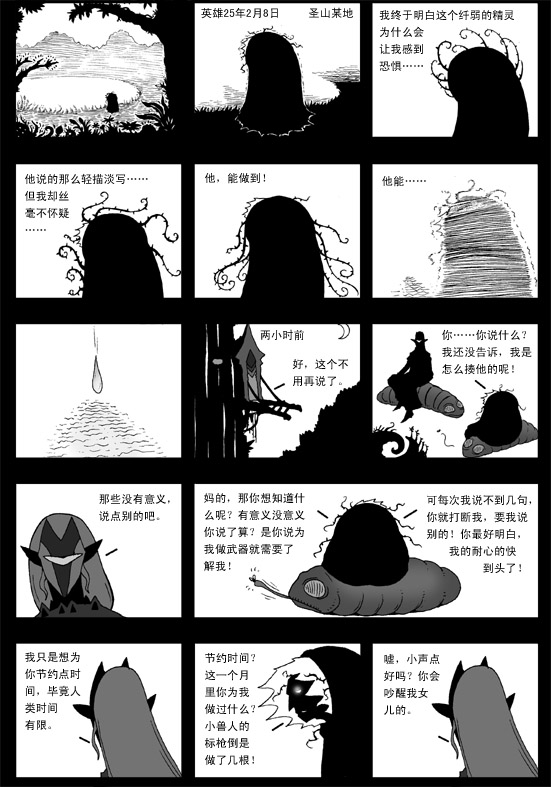 英雄25年2月8日 圣山某地
我终于明白这个纤弱的精灵
为什么会
让我感到
恐惧……
他说的那么轻描淡写……
但我却丝
毫不怀疑
……
他，能做到！
他能……
两小时前
好，这个不
用再说了。
你……你说什么？
我还没告诉，我是
怎么揍他的呢！
那些没有意义，
说点别的吧。
妈的，那你想知道什
么呢？有意义没意义
你说了算？是你说为
我做武器就需要了
解我！
可每次我说不到几句，
你就打断我，要我说
别的！你最好明白，
我的耐心的快
到头了！
我只是想为
你节约点时
间，毕竟人
类时间
有限。
节约时间？
这一个月
里你为我
做过什么？
小兽人的
标枪倒是
做了几根！
嘘，小声点
好吗？你会
吵醒我女
儿的。